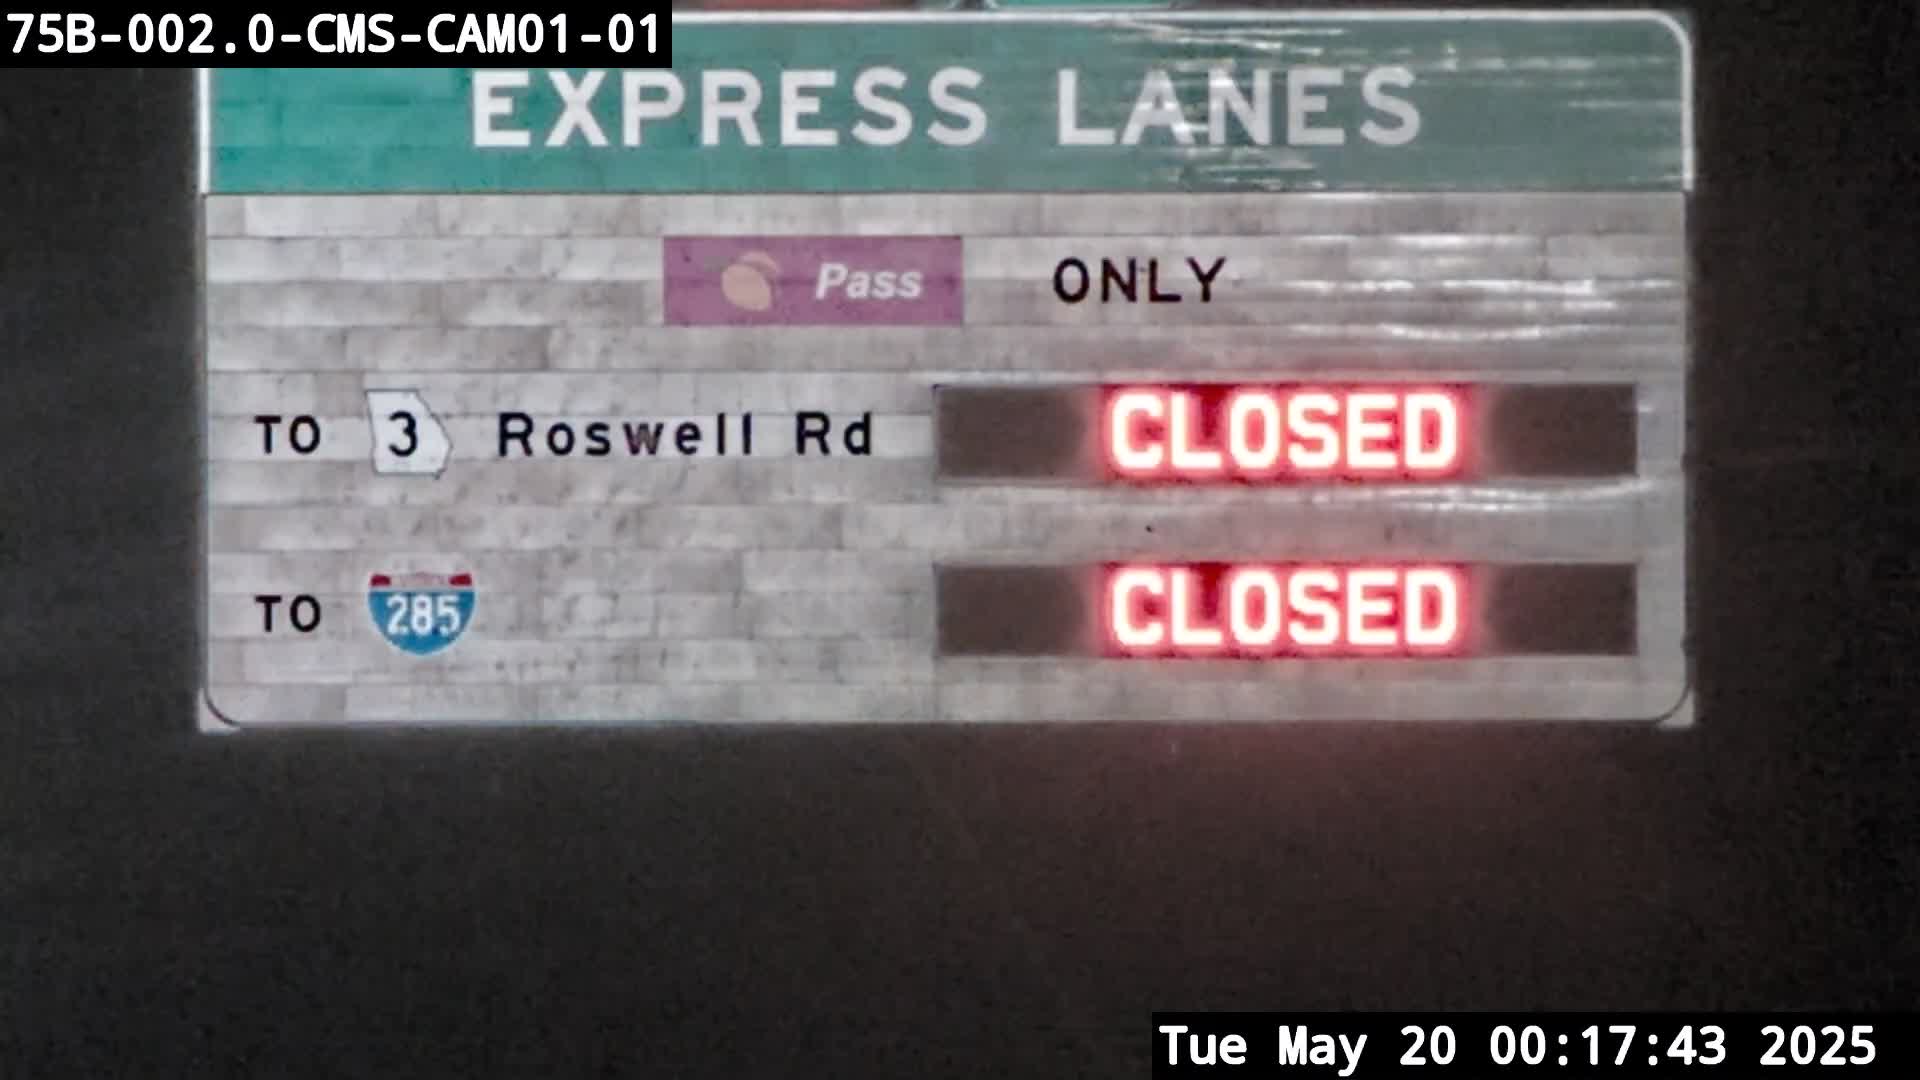 75B-002.0-CMS-CAM01-01
EXPRESS LANES
Pass ONLY
TO 3 Roswell Rd CLOSED
TO 285 CLOSED
Tue May 20 00:17:43 2025